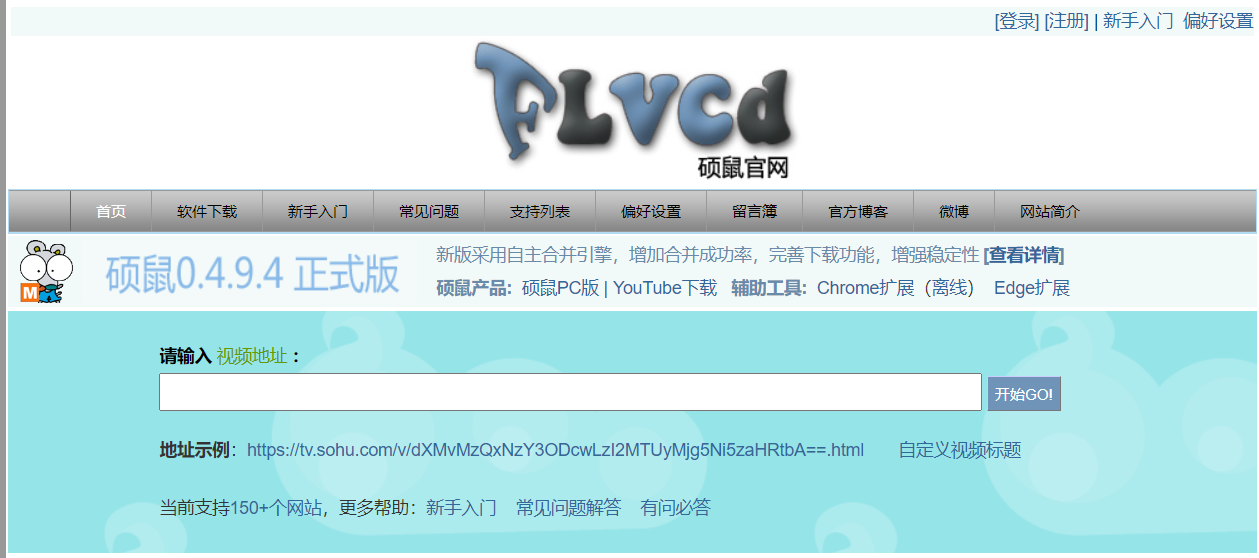 [登录] [注册] | 新手入门 偏好设置
FLVCD
硕鼠官网
首页 软件下载 新手入门 常见问题 支持列表 偏好设置 留言簿 官方博客 微博 网站简介
M 硕鼠0.4.9.4 正式版
新版采用自主合并引擎，增加合并成功率，完善下载功能，增强稳定性 [查看详情]
硕鼠产品：硕鼠PC版 | YouTube下载 辅助工具：Chrome扩展（离线） Edge扩展
请输入 视频地址：
开始GO!
地址示例：https://tv.sohu.com/v/dXMvMzQxNzY3ODcwLzI2MTUyMjg5Ni5zaHRtbA==.html 自定义视频标题
当前支持150+个网站，更多帮助：新手入门 常见问题解答 有问必答